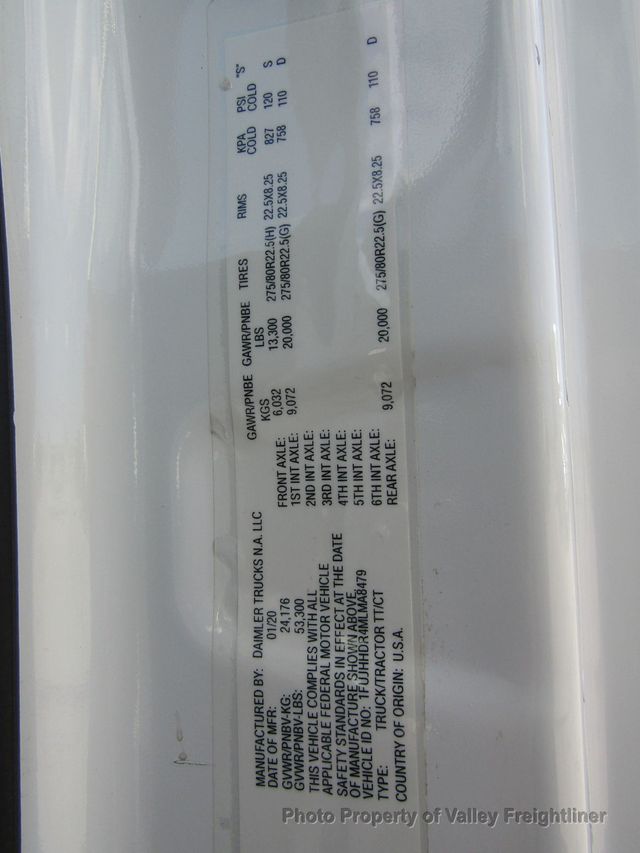 MANUFACTURED BY: DAIMLER TRUCKS N.A. LLC
DATE OF MFR: 01/20
GVWR/PNBV-KG: 24,176
GVWR/PNBV-LBS: 53,300
THIS VEHICLE COMPLIES WITH ALL
APPLICABLE FEDERAL MOTOR VEHICLE
SAFETY STANDARDS IN EFFECT AT THE DATE
OF MANUFACTURE SHOWN ABOVE.
VEHICLE ID NO: 1FUJHHDR4MLMA8479
TYPE: TRUCK/TRACTOR TT/CT
COUNTRY OF ORIGIN: U.S.A.
GAWR/PNBE GAWR/PNBE TIRES RIMS KPA PSI "S"
KGS LBS COLD COLD
FRONT AXLE: 6,032 13,300 275/80R22.5(H) 22.5X8.25 827 120 S
1ST INT AXLE: 9,072 20,000 275/80R22.5(G) 22.5X8.25 758 110 D
2ND INT AXLE:
3RD INT AXLE:
4TH INT AXLE:
5TH INT AXLE:
6TH INT AXLE:
REAR AXLE: 9,072 20,000 275/80R22.5(G) 22.5X8.25 758 110 D
Photo Property of Valley Freightliner